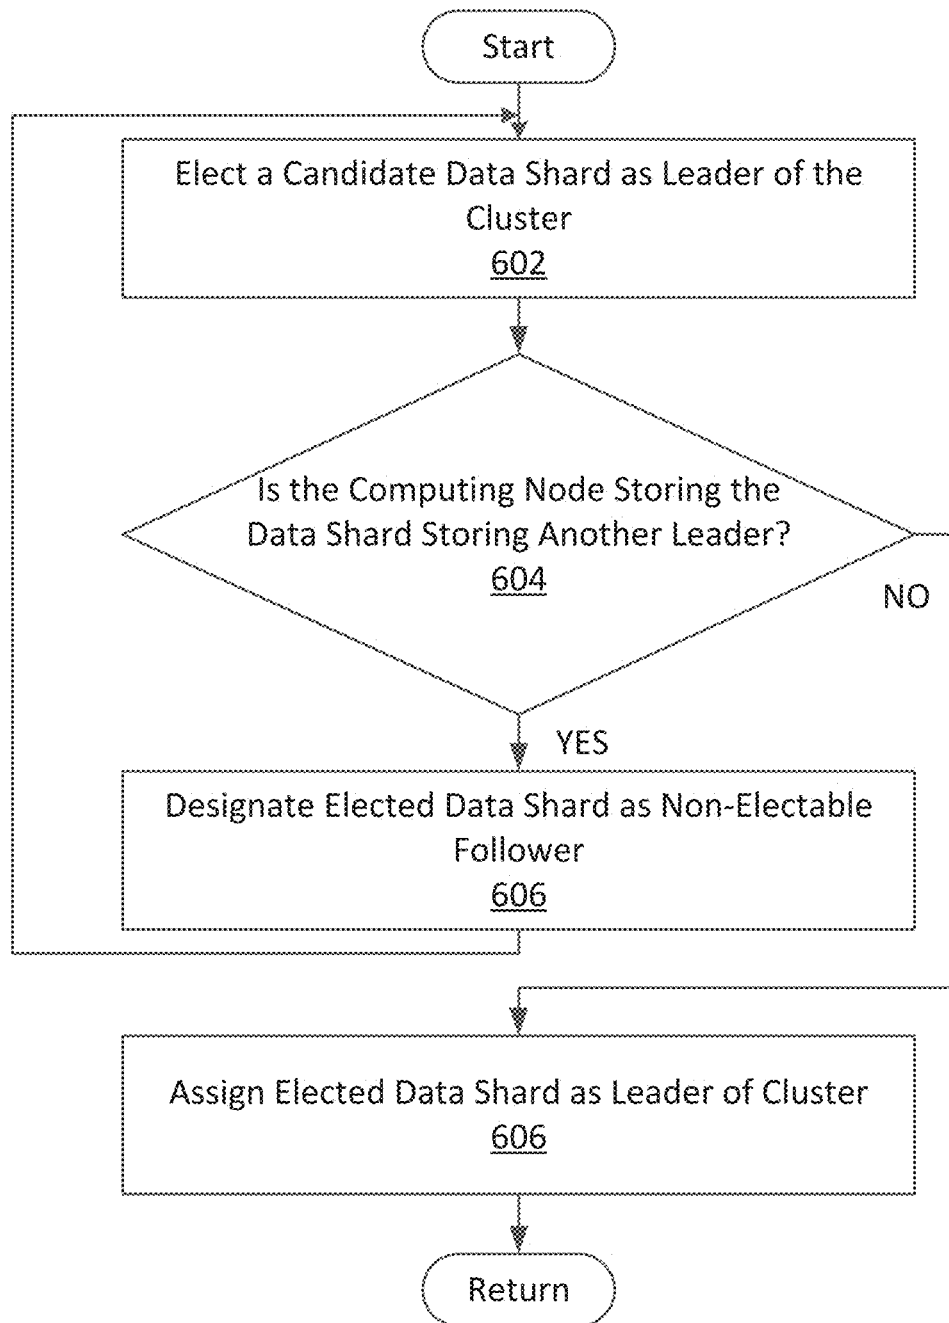 Start
Elect a Candidate Data Shard as Leader of the
Cluster
602
Is the Computing Node Storing the
Data Shard Storing Another Leader?
604
NO
YES
Designate Elected Data Shard as Non-Electable
Follower
606
Assign Elected Data Shard as Leader of Cluster
606
Return